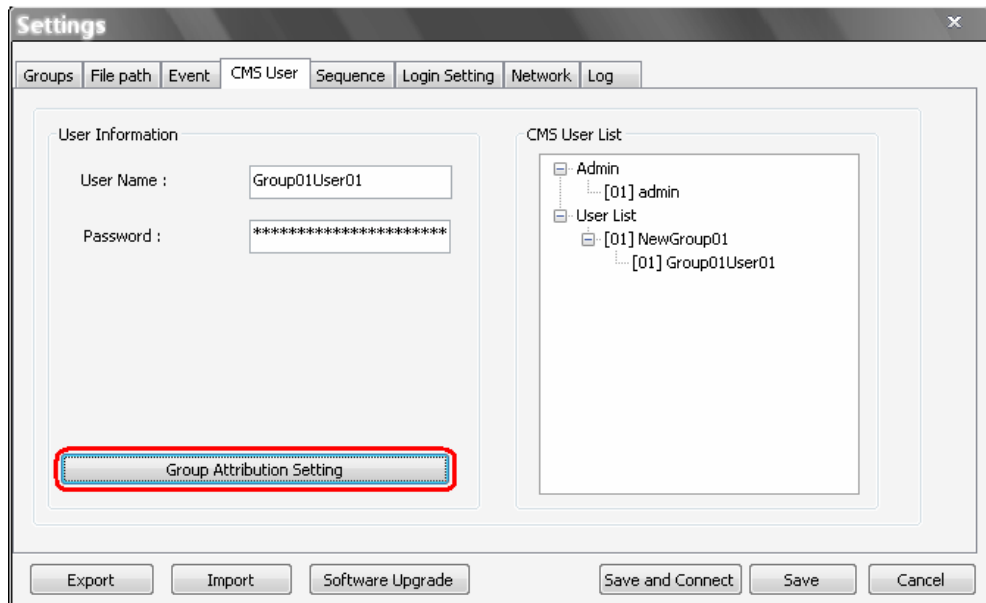 Settings
Groups File path Event CMS User Sequence Login Setting Network Log
User Information
User Name : Group01User01
Password : **********************
Group Attribution Setting
CMS User List
Admin
[01] admin
User List
[01] NewGroup01
[01] Group01User01
Export Import Software Upgrade Save and Connect Save Cancel